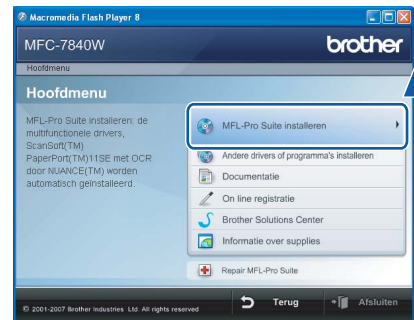 Macromedia Flash Player 8
MFC-7840W
brother
Hoofdmenu
Hoofdmenu
MFL-Pro Suite installeren: de
multifunctionele drivers,
ScanSoft(TM)
PaperPort(TM)11SE met OCR
door NUANCE(TM) worden
automatisch geïnstalleerd.
MFL-Pro Suite installeren
Andere drivers of programma's installeren
Documentatie
On line registratie
Brother Solutions Center
Informatie over supplies
Repair MFL-Pro Suite
© 2001-2007 Brother Industries Ltd. All rights reserved
Terug
Afsluiten